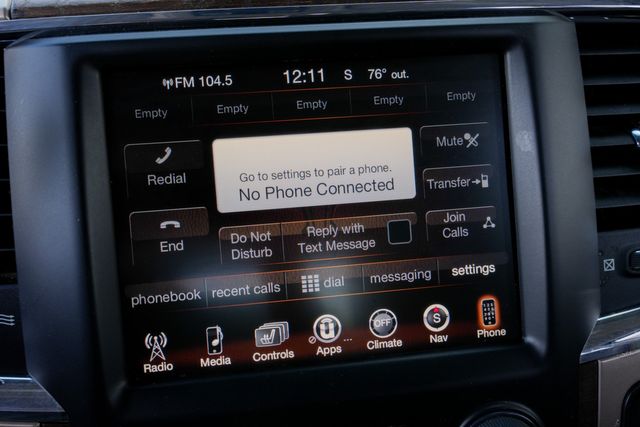 FM 104.5 12:11 S 76° out.
Empty Empty Empty Empty Empty
Redial
Go to settings to pair a phone.
No Phone Connected
Mute
Transfer
End
Do Not
Disturb
Reply with
Text Message
Join
Calls
phonebook recent calls dial messaging settings
Radio Media Controls Apps Climate Nav Phone
OFF
S